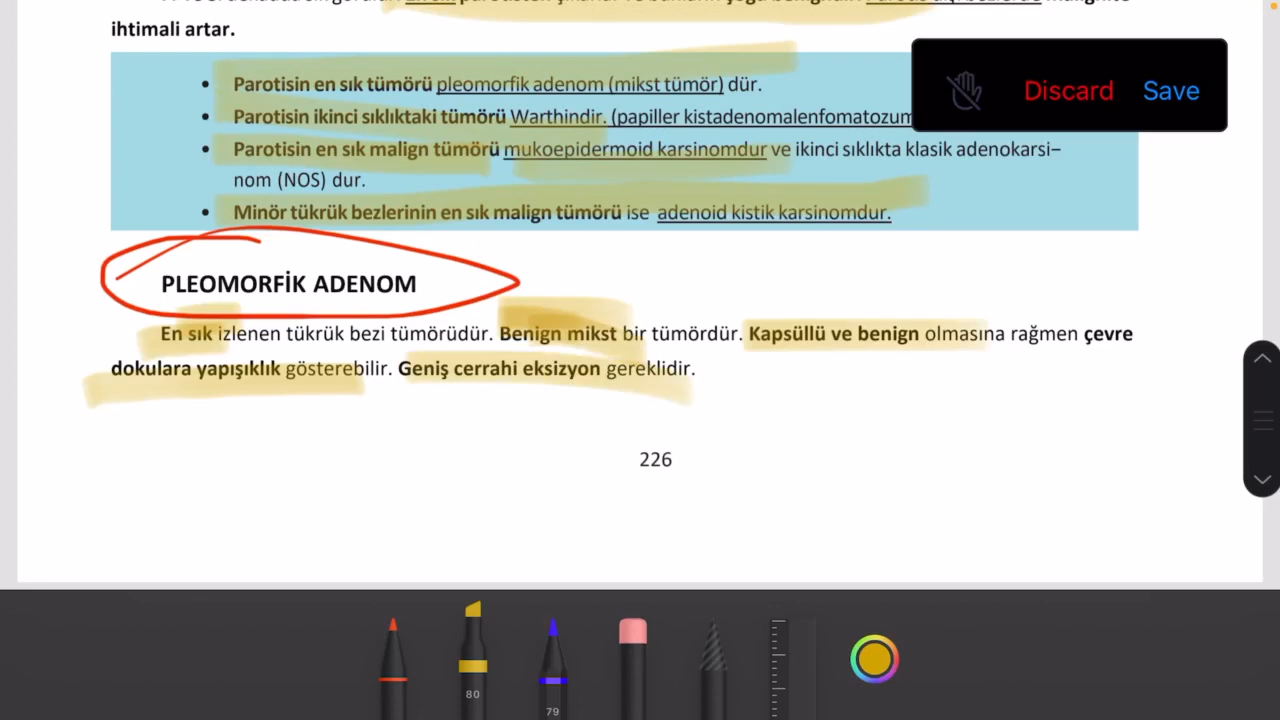 ihtimali artar.
• Parotisin en sık tümörü pleomorfik adenom (mikst tümör) dür.
• Parotisin ikinci sıklıktaki tümörü Warthindir. (papiller kistadenomalenfomatozum
• Parotisin en sık malign tümörü mukoepidermoid karsinomdur ve ikinci sıklıkta klasik adenokarsi–
nom (NOS) dur.
• Minör tükrük bezlerinin en sık malign tümörü ise adenoid kistik karsinomdur.
Discard Save
PLEOMORFİK ADENOM
En sık izlenen tükrük bezi tümörüdür. Benign mikst bir tümördür. Kapsüllü ve benign olmasına rağmen çevre
dokulara yapışıklık gösterebilir. Geniş cerrahi eksizyon gereklidir.
226
80
79